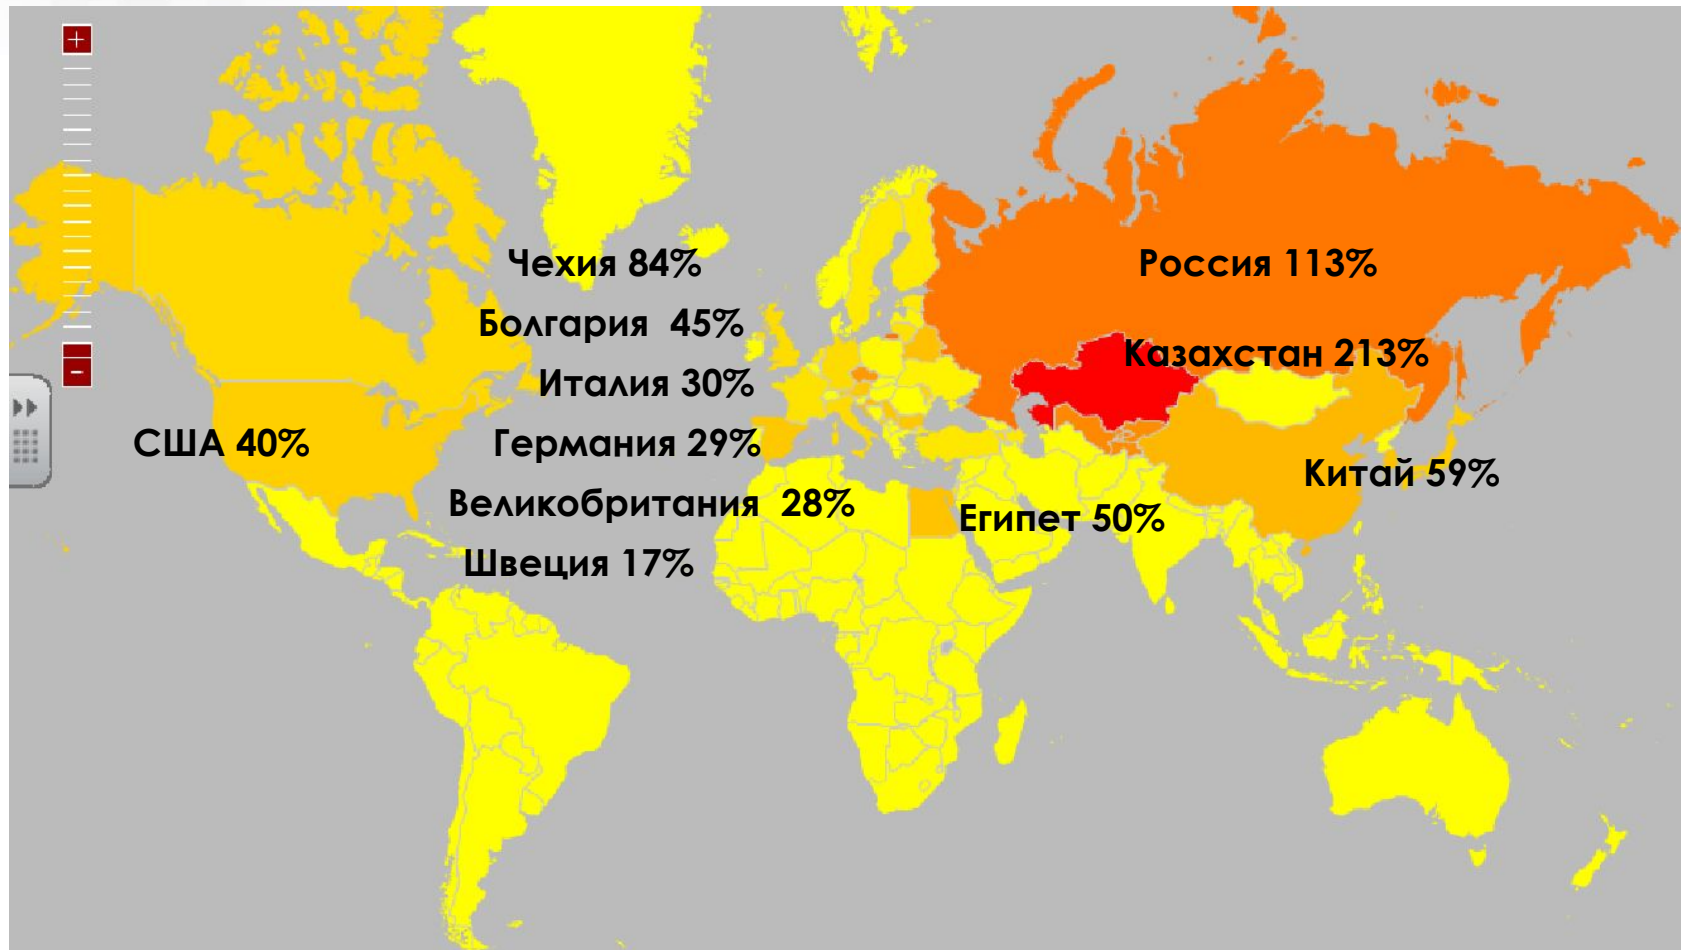 Чехия 84%
Россия 113%
Болгария 45%
Казахстан 213%
Италия 30%
США 40%
Германия 29%
Китай 59%
Великобритания 28%
Египет 50%
Швеция 17%